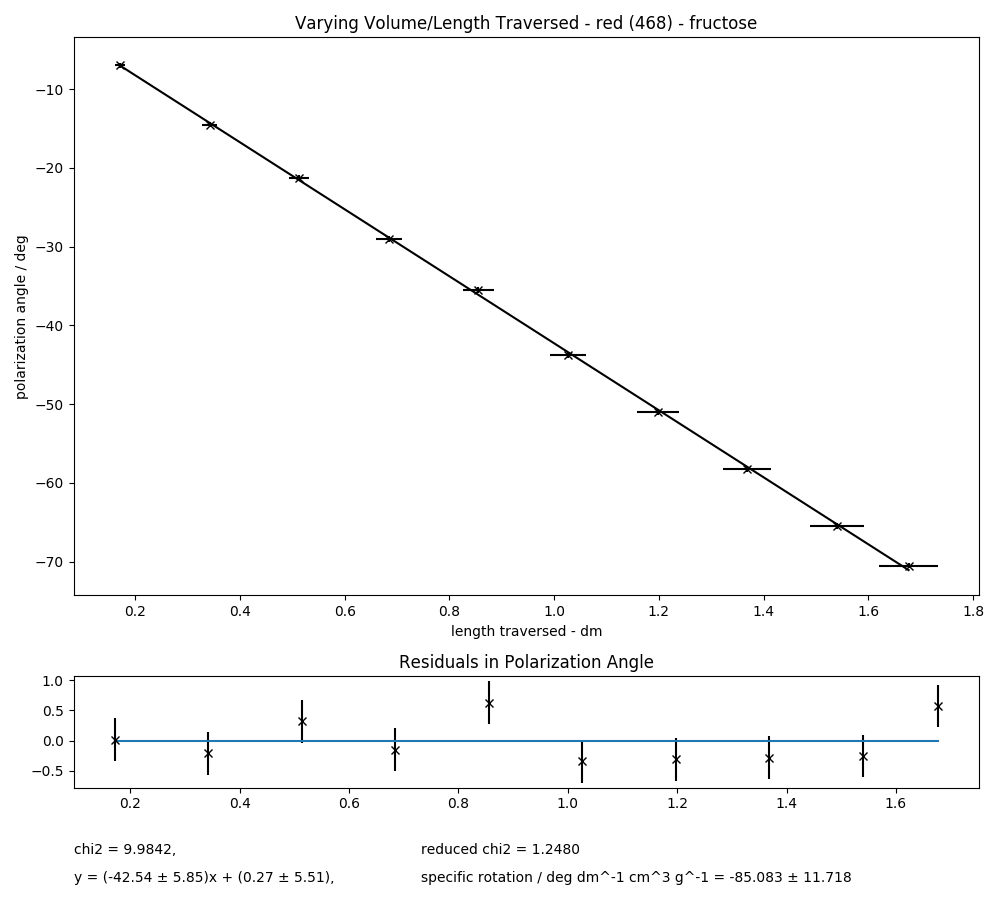 Varying Volume/Length Traversed - red (468) - fructose
−10
−20
−30
−40
−50
−60
−70
polarization angle / deg
0.2 0.4 0.6 0.8 1.0 1.2 1.4 1.6 1.8
length traversed - dm
Residuals in Polarization Angle
1.0
0.5
0.0
−0.5
0.2 0.4 0.6 0.8 1.0 1.2 1.4 1.6
chi2 = 9.9842, reduced chi2 = 1.2480
y = (-42.54 ± 5.85)x + (0.27 ± 5.51), specific rotation / deg dm^-1 cm^3 g^-1 = -85.083 ± 11.718